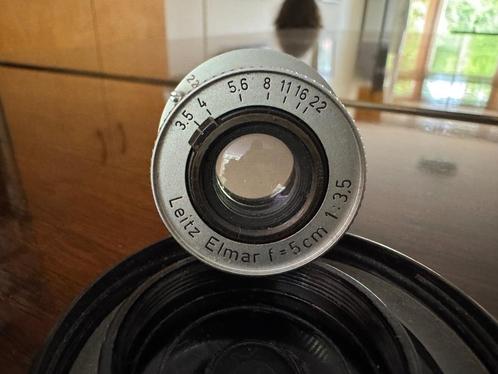 3.5 4 5.6 8 11 16 22
Leitz Elmar f=5cm 1:3,5